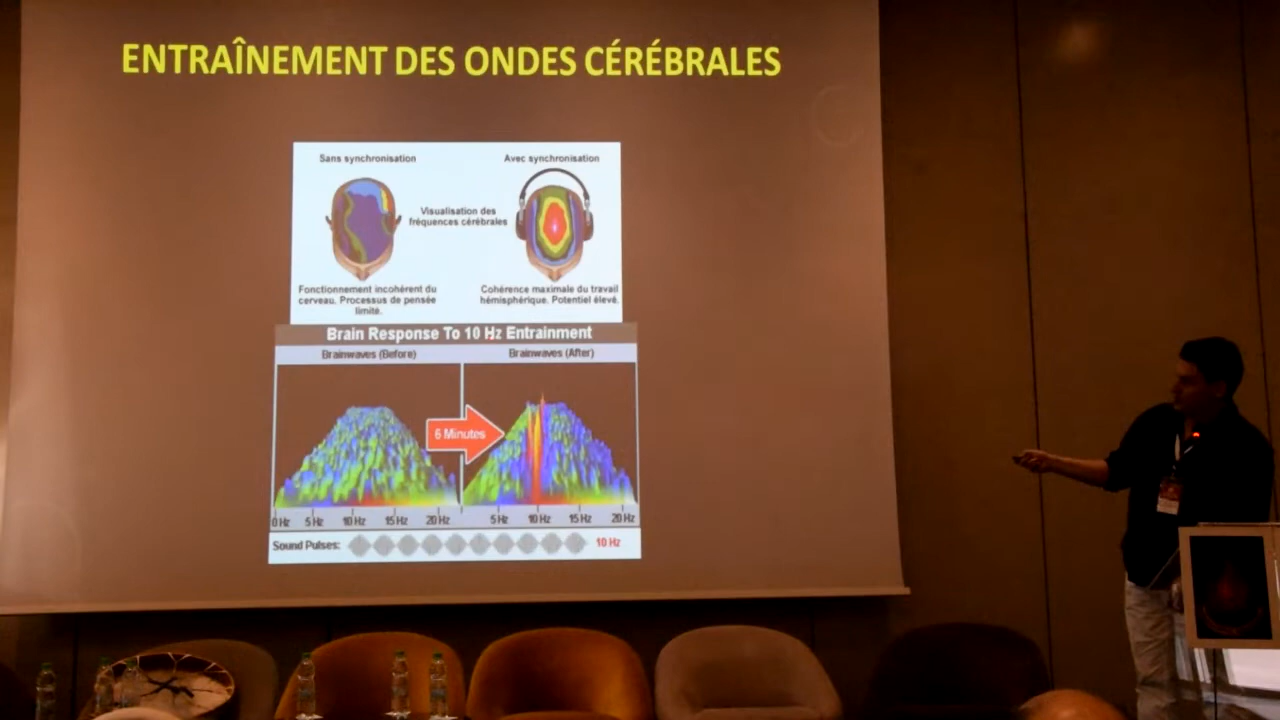 ENTRAÎNEMENT DES ONDES CÉRÉBRALES
Sans synchronisation
Avec synchronisation
Visualisation des
fréquences cérébrales
Fonctionnement incohérent du
cerveau. Processus de pensée
limité.
Cohérence maximale du travail
hémisphérique. Potentiel élevé.
Brain Response To 10 Hz Entrainment
Brainwaves (Before)
Brainwaves (After)
6 Minutes
0 Hz 5 Hz 10 Hz 15 Hz 20 Hz
5 Hz 10 Hz 15 Hz 20 Hz
Sound Pulses: 10 Hz